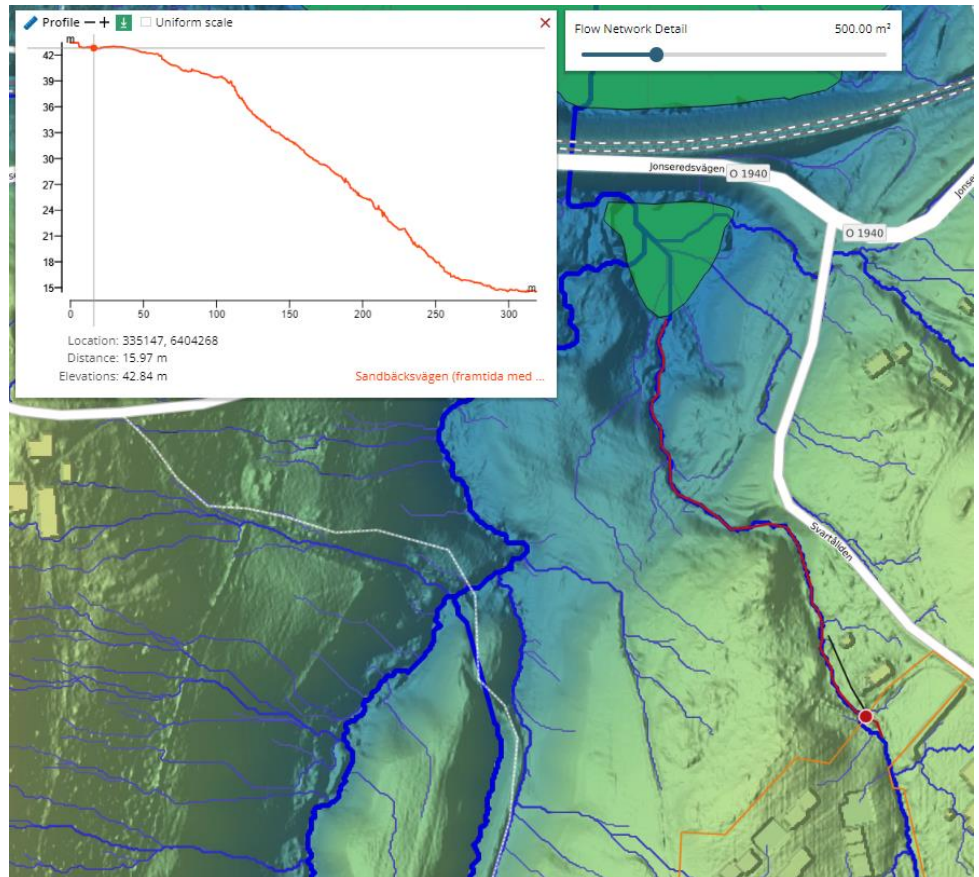 Profile
Uniform scale
m
42
39
36
33
30
27
24
21
18
15
m
0 50 100 150 200 250 300
Location: 335147, 6404268
Distance: 15.97 m
Elevations: 42.84 m
Sandbäcksvägen (framtida med ...
Flow Network Detail 500.00 m²
Jonseredsvägen
O 1940
O 1940
Jonser
Svartåliden